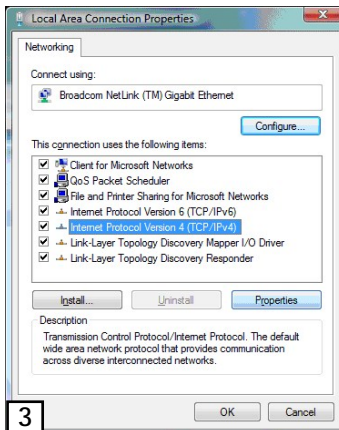 Local Area Connection Properties
Networking
Connect using:
Broadcom NetLink (TM) Gigabit Ethernet
Configure...
This connection uses the following items:
Client for Microsoft Networks
QoS Packet Scheduler
File and Printer Sharing for Microsoft Networks
Internet Protocol Version 6 (TCP/IPv6)
Internet Protocol Version 4 (TCP/IPv4)
Link-Layer Topology Discovery Mapper I/O Driver
Link-Layer Topology Discovery Responder
Install... Uninstall Properties
Description
Transmission Control Protocol/Internet Protocol. The default
wide area network protocol that provides communication
across diverse interconnected networks.
OK Cancel
3